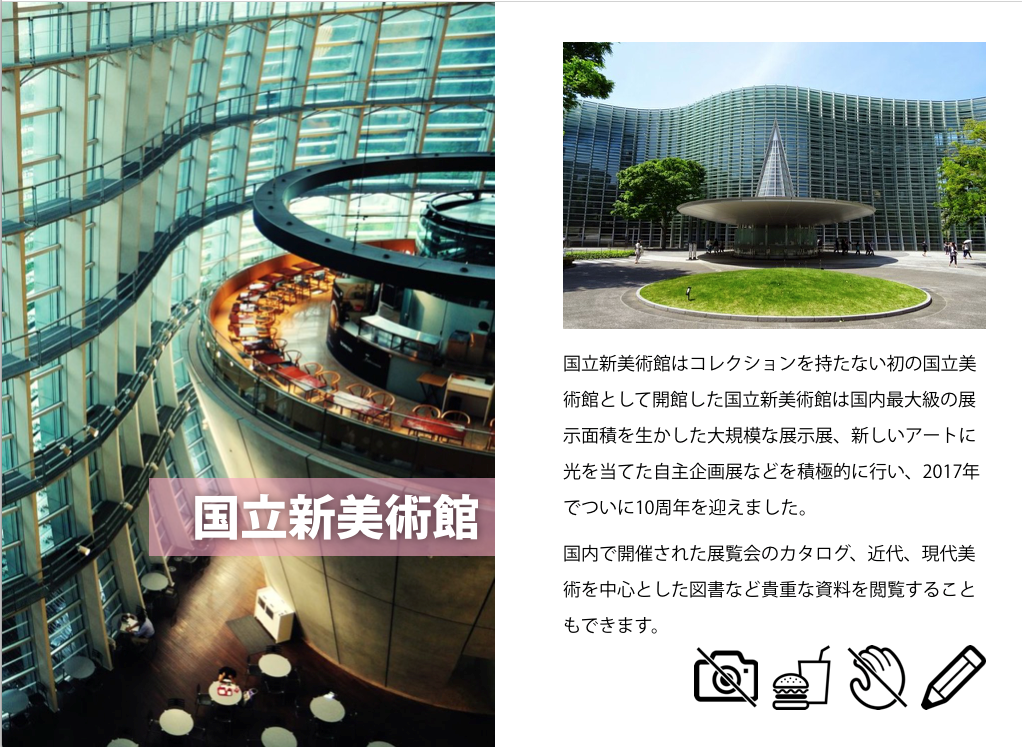 国立新美術館
国立新美術館はコレクションを持たない初の国立美
術館として開館した国立新美術館は国内最大級の展
示面積を生かした大規模な展示展、新しいアートに
光を当てた自主企画展などを積極的に行い、2017年
でついに10周年を迎えました。
国内で開催された展覧会のカタログ、近代、現代美
術を中心とした図書など貴重な資料を閲覧すること
もできます。